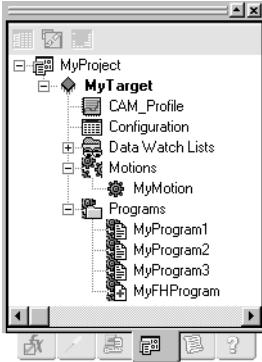 MyProject
MyTarget
CAM_Profile
Configuration
Data Watch Lists
Motions
MyMotion
Programs
MyProgram1
MyProgram2
MyProgram3
MyFHProgram